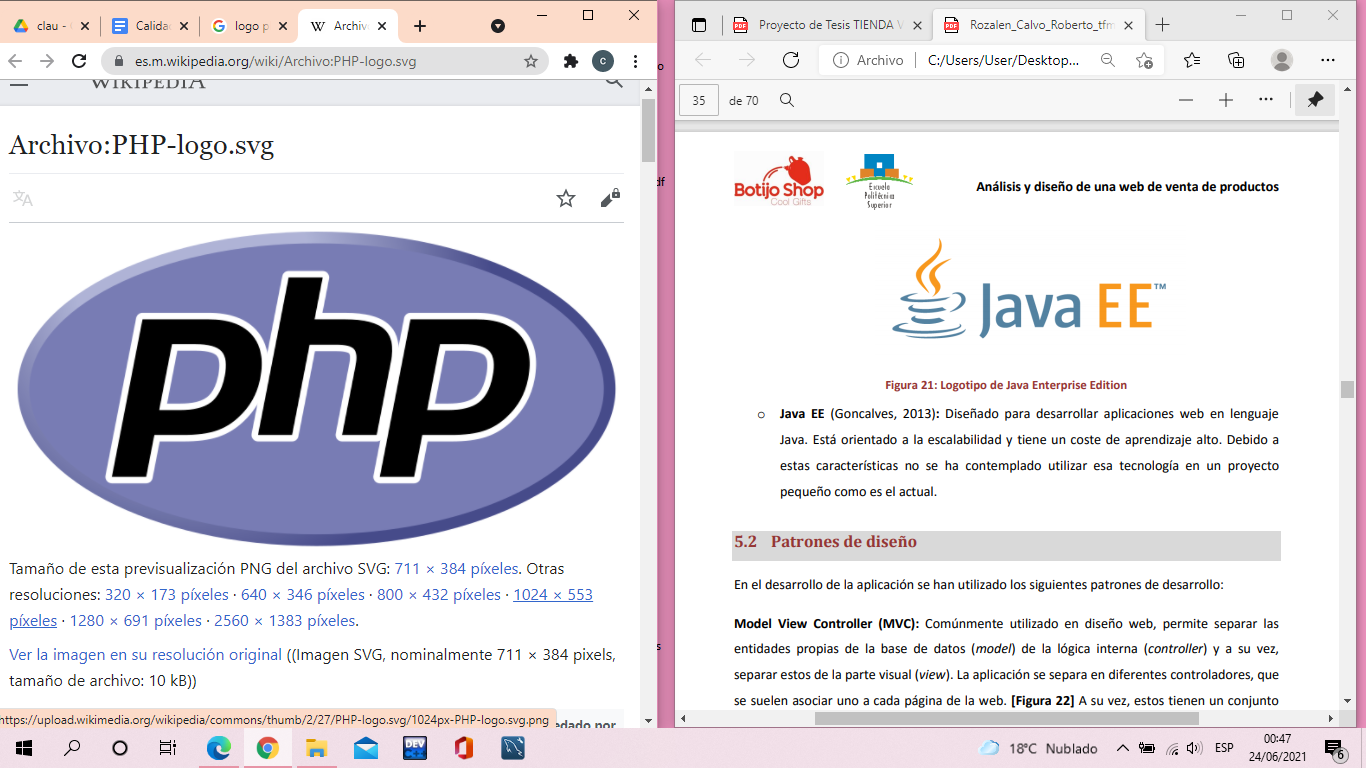 clau -
Calidad
logo p
Archiv
es.m.wikipedia.org/wiki/Archivo:PHP-logo.svg
c
WIKIPEDIA
Archivo:PHP-logo.svg
php
Tamaño de esta previsualización PNG del archivo SVG: 711 × 384 píxeles. Otras
resoluciones: 320 × 173 píxeles · 640 × 346 píxeles · 800 × 432 píxeles · 1024 × 553
píxeles · 1280 × 691 píxeles · 2560 × 1383 píxeles.
Ver la imagen en su resolución original ((Imagen SVG, nominalmente 711 × 384 pixels,
tamaño de archivo: 10 kB))
https://upload.wikimedia.org/wikipedia/commons/thumb/2/27/PHP-logo.svg/1024px-PHP-logo.svg.png
edado por
Proyecto de Tesis TIENDA V
Rozalen_Calvo_Roberto_tfm
Archivo
C:/Users/User/Desktop...
35
de 70
Botijo Shop
Cool Gifts
Escuela
Politécnica
Superior
Análisis y diseño de una web de venta de productos
Java EE™
Figura 21: Logotipo de Java Enterprise Edition
o Java EE (Goncalves, 2013): Diseñado para desarrollar aplicaciones web en lenguaje
Java. Está orientado a la escalabilidad y tiene un coste de aprendizaje alto. Debido a
estas características no se ha contemplado utilizar esa tecnología en un proyecto
pequeño como es el actual.
5.2 Patrones de diseño
En el desarrollo de la aplicación se han utilizado los siguientes patrones de desarrollo:
Model View Controller (MVC): Comúnmente utilizado en diseño web, permite separar las
entidades propias de la base de datos (model) de la lógica interna (controller) y a su vez,
separar estos de la parte visual (view). La aplicación se separa en diferentes controladores, que
se suelen asociar uno a cada página de la web. [Figura 22] A su vez, estos tienen un conjunto
DEV
18°C Nublado
ESP
00:47
24/06/2021
6